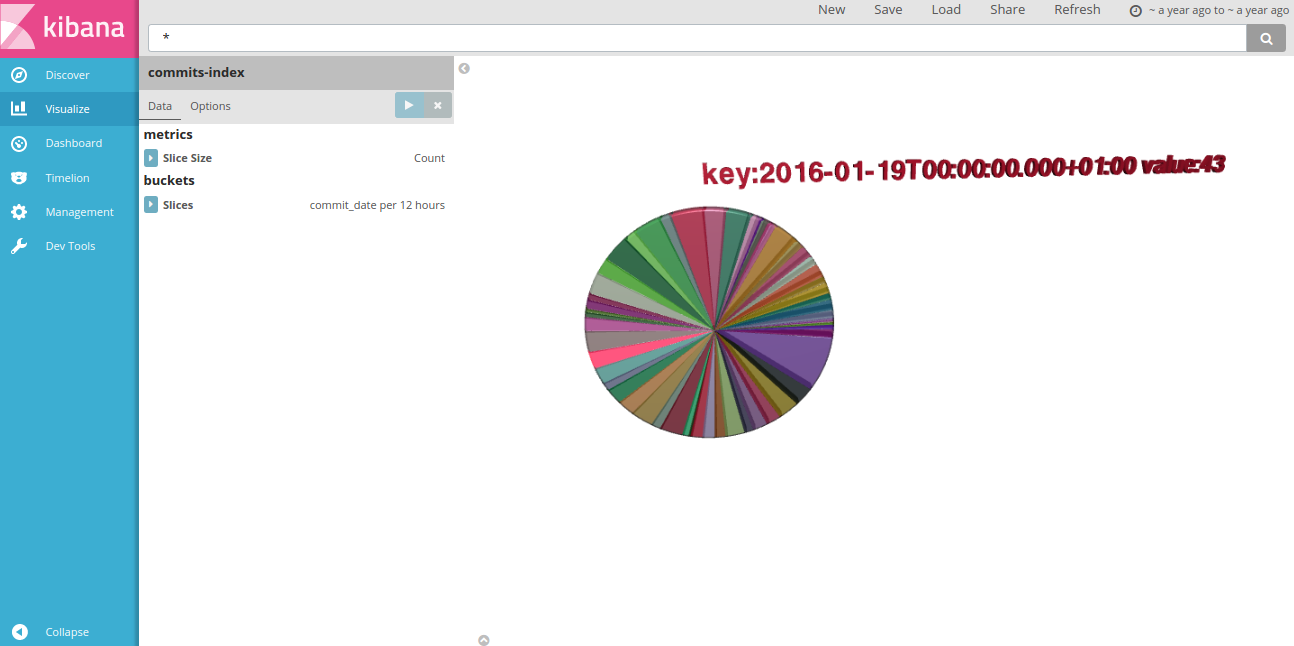 kibana
New Save Load Share Refresh ~ a year ago to ~ a year ago
*
Discover
Visualize
Dashboard
Timelion
Management
Dev Tools
Collapse
commits-index
Data Options
metrics
Slice Size Count
buckets
Slices commit_date per 12 hours
key:2016-01-19T00:00:00.000+01:00 value:43